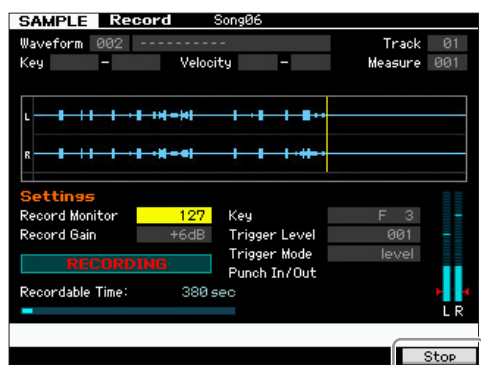 SAMPLE Record Song06
Waveform 002 ---------- Track 01
Key – Velocity – Measure 001
L
R
Settings
Record Monitor 127 Key F 3
Record Gain +6dB Trigger Level 001
Trigger Mode level
RECORDING
Punch In/Out
Recordable Time: 380 sec
L R
Stop